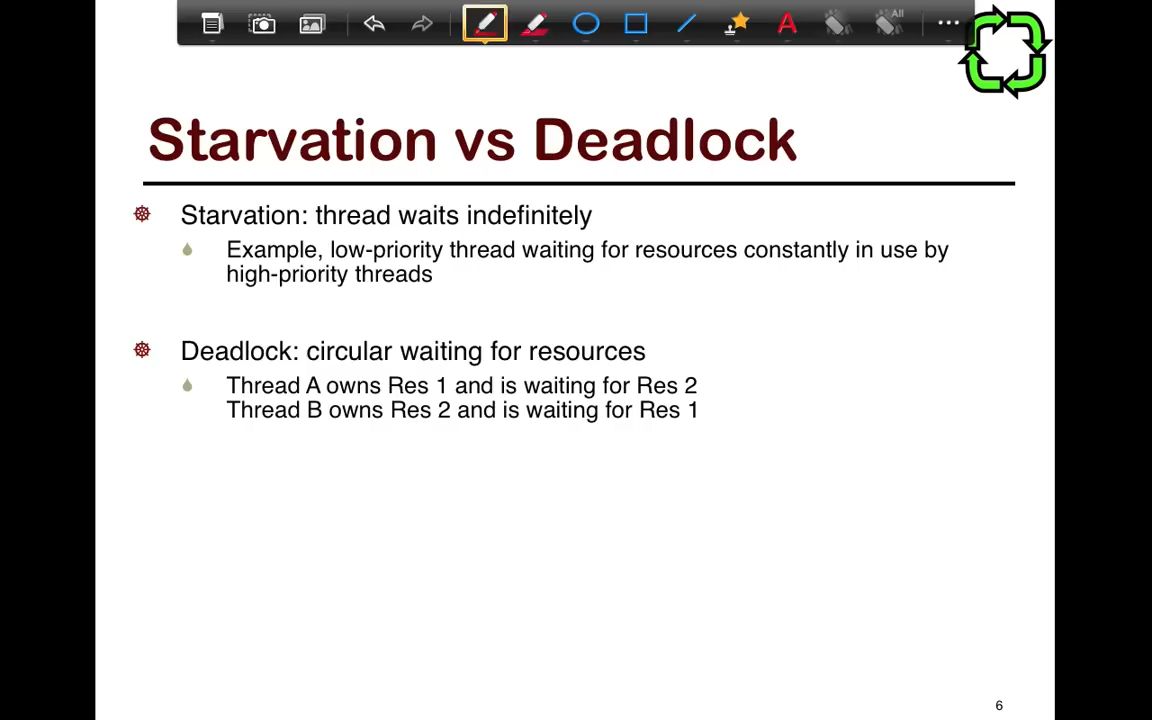 All
A
Starvation vs Deadlock
Starvation: thread waits indefinitely
Example, low-priority thread waiting for resources constantly in use by
high-priority threads
Deadlock: circular waiting for resources
Thread A owns Res 1 and is waiting for Res 2
Thread B owns Res 2 and is waiting for Res 1
6